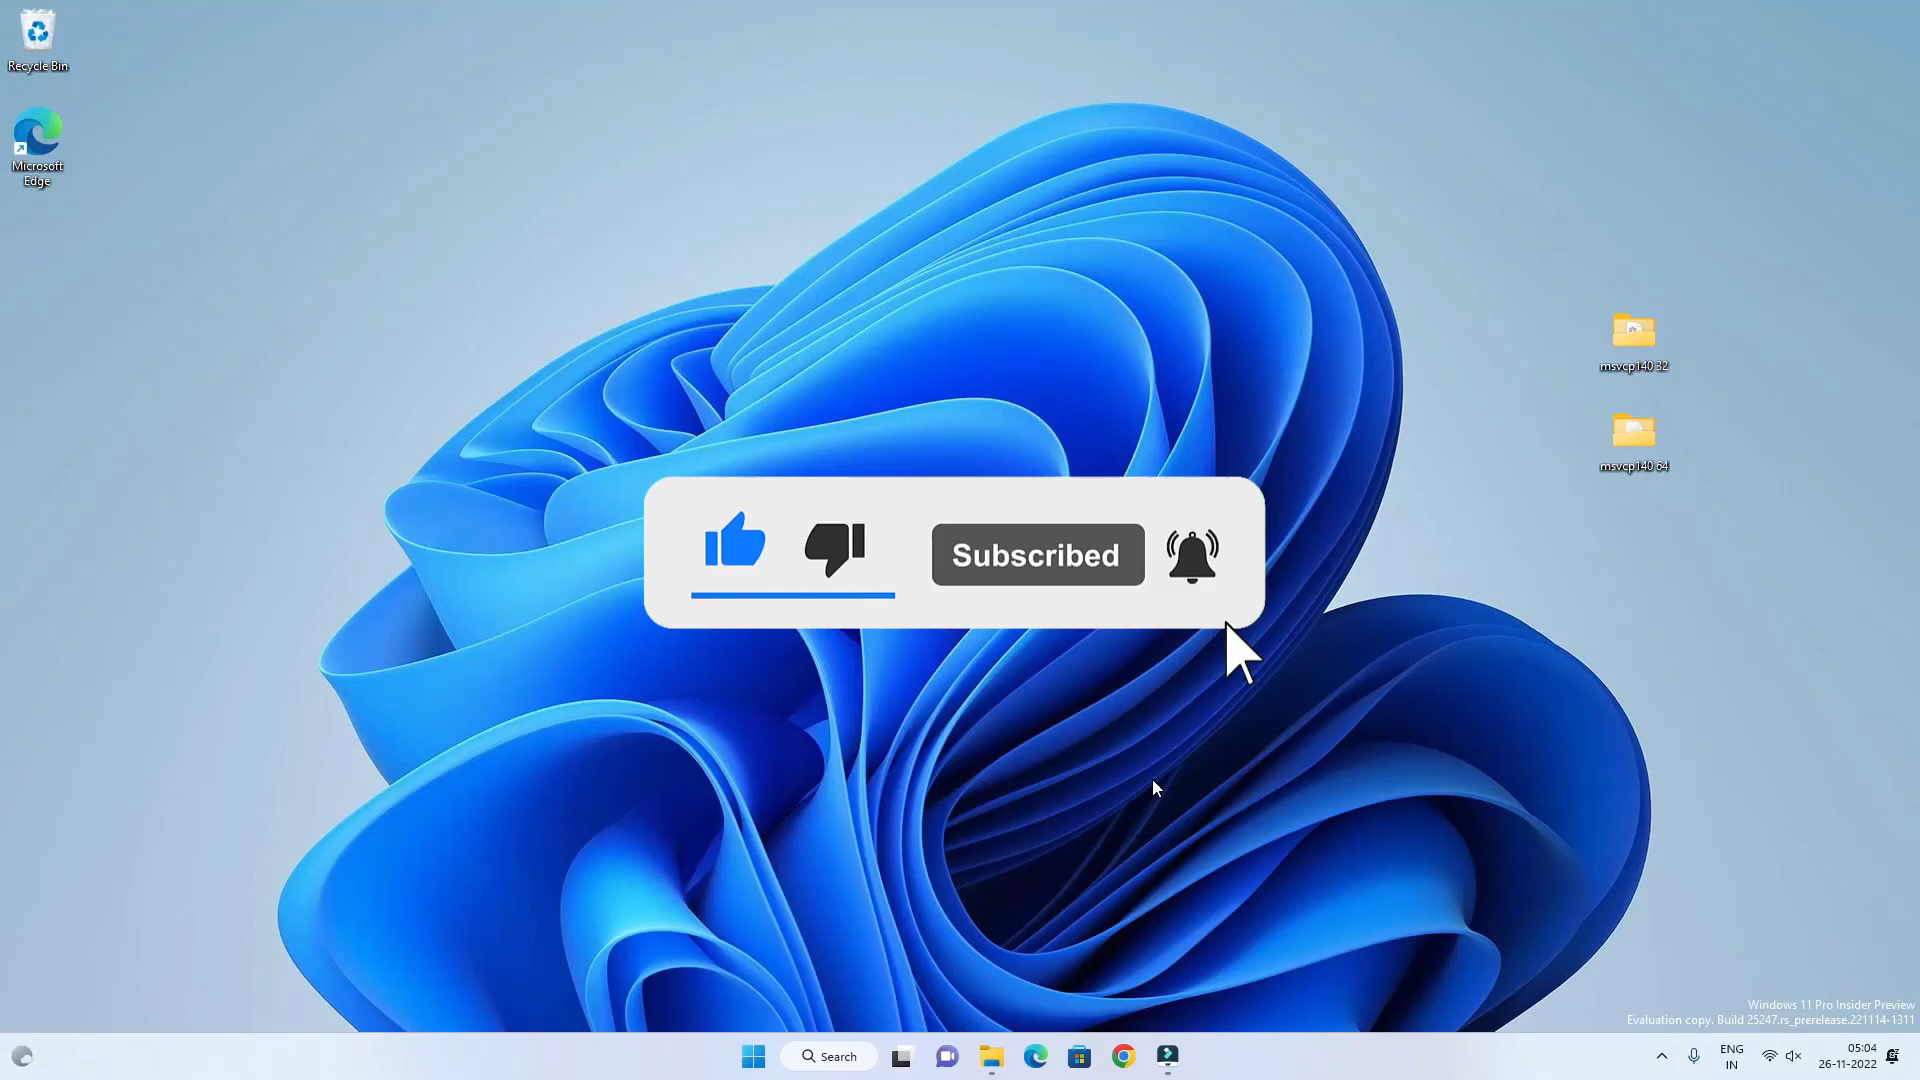 Recycle Bin
Microsoft
Edge
msvcp140 32
msvcp140 64
Subscribed
Windows 11 Pro Insider Preview
Evaluation copy. Build 25247.rs_prerelease.221114-1311
Search
ENG
IN
05:04
26-11-2022